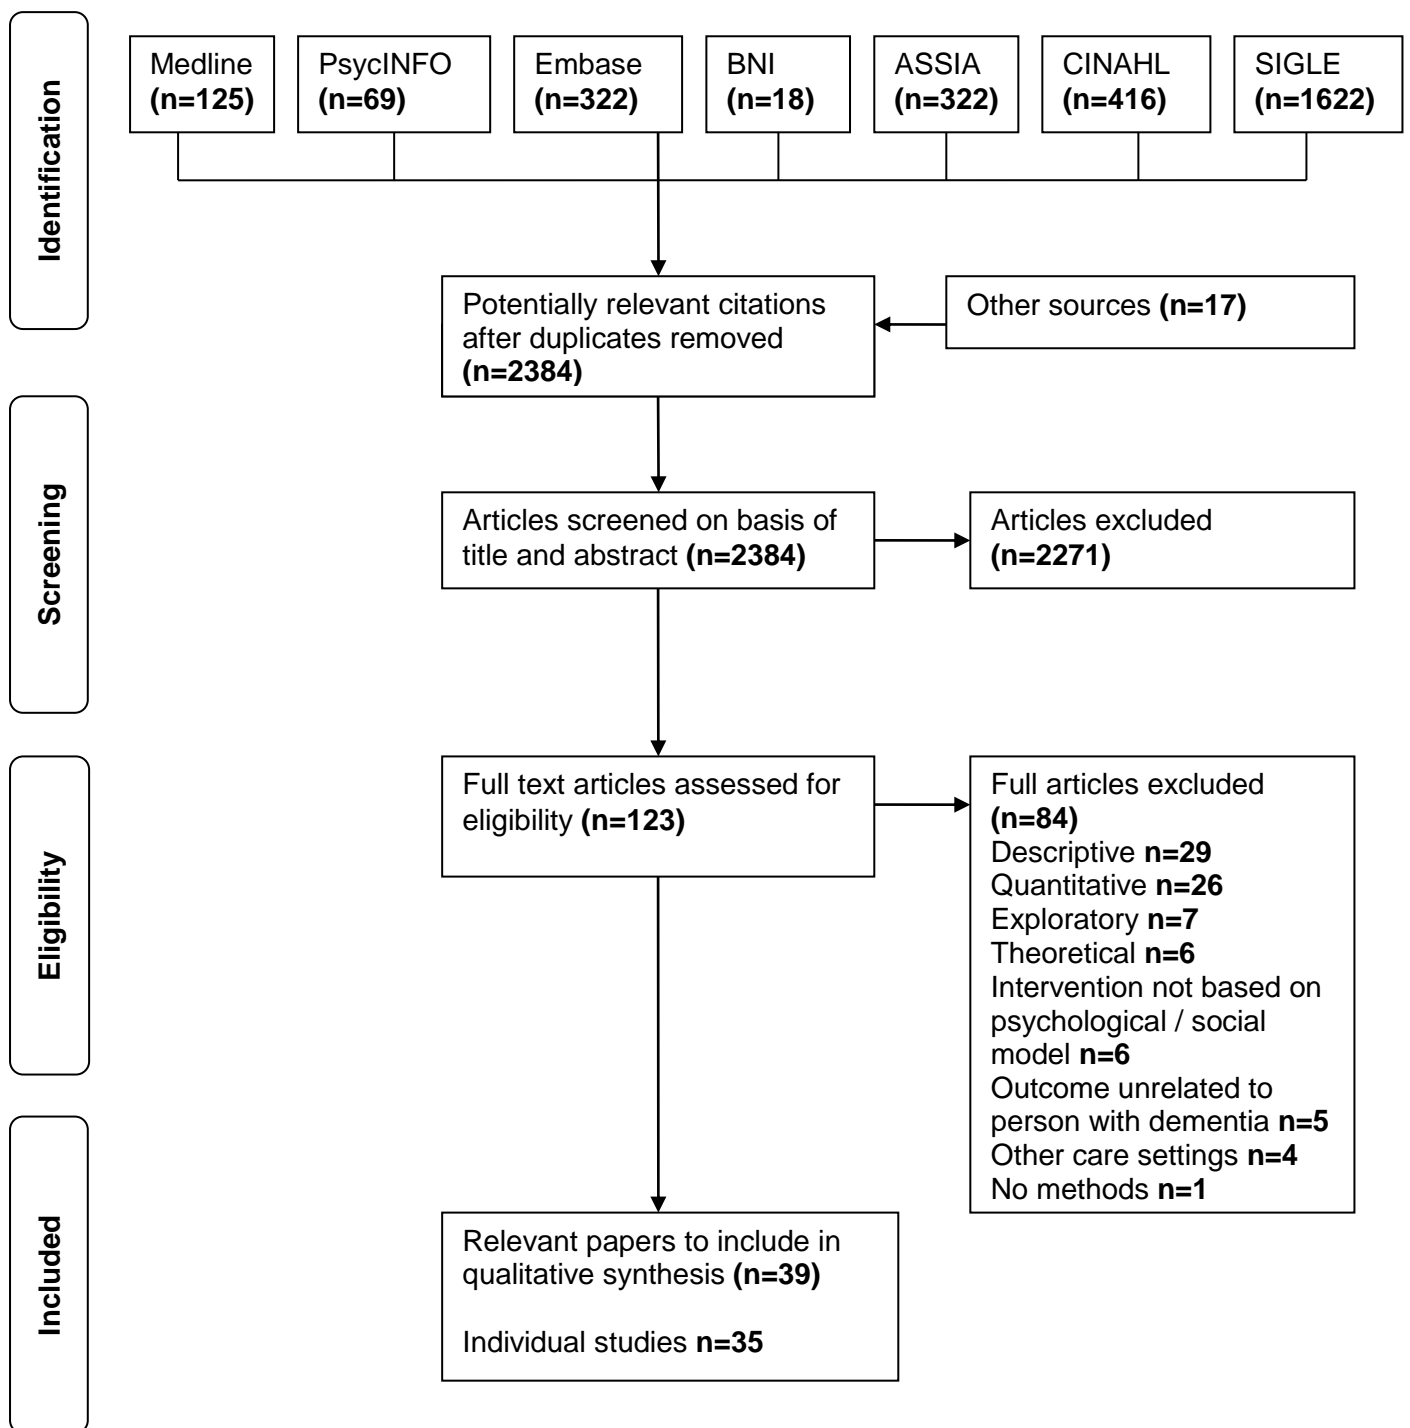 Identification
Medline
(n=125)
PsycINFO
(n=69)
Embase
(n=322)
BNI
(n=18)
ASSIA
(n=322)
CINAHL
(n=416)
SIGLE
(n=1622)
Potentially relevant citations
after duplicates removed
(n=2384)
Other sources (n=17)
Screening
Articles screened on basis of
title and abstract (n=2384)
Articles excluded
(n=2271)
Eligibility
Full text articles assessed for
eligibility (n=123)
Full articles excluded
(n=84)
Descriptive n=29
Quantitative n=26
Exploratory n=7
Theoretical n=6
Intervention not based on
psychological / social
model n=6
Outcome unrelated to
person with dementia n=5
Other care settings n=4
No methods n=1
Included
Relevant papers to include in
qualitative synthesis (n=39)
Individual studies n=35